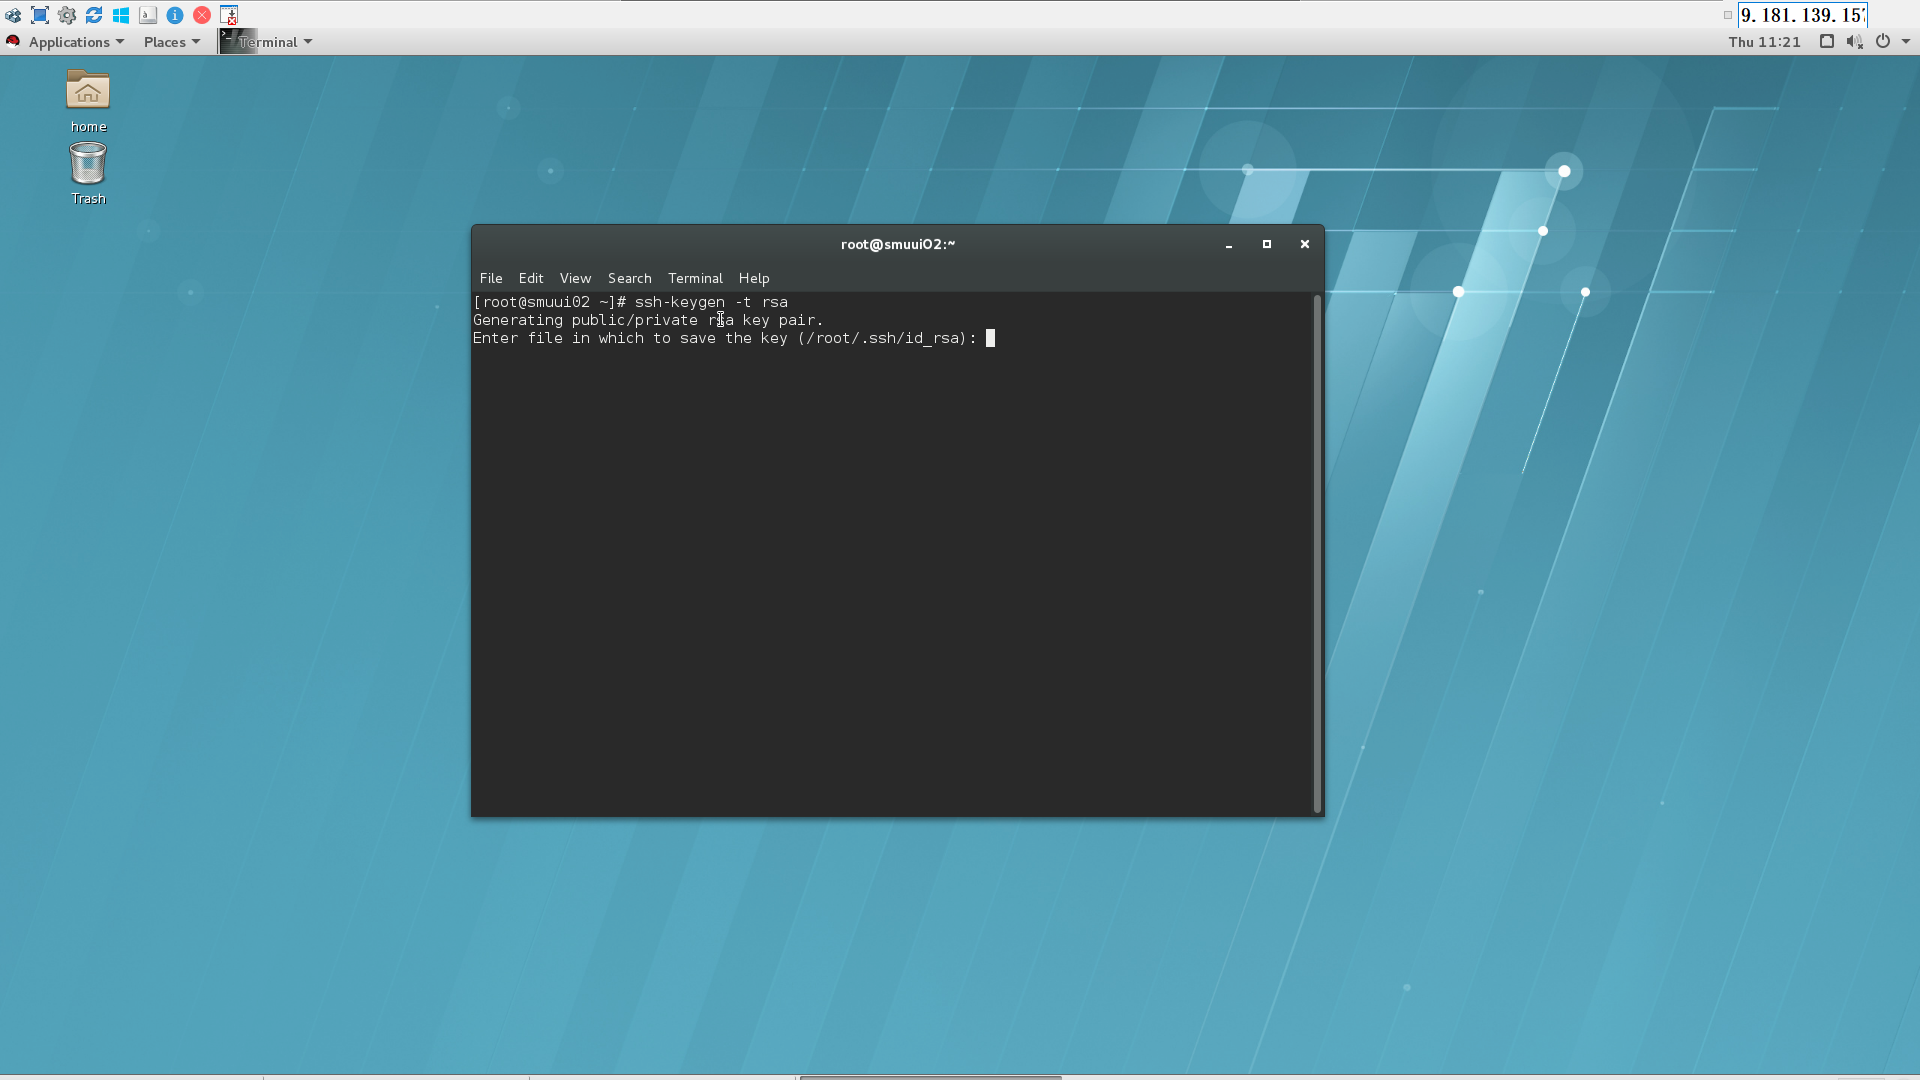 9.181.139.157
Applications Places Terminal Thu 11:21
home
Trash
root@smuui02:~
File Edit View Search Terminal Help
[root@smuui02 ~]# ssh-keygen -t rsa
Generating public/private rsa key pair.
Enter file in which to save the key (/root/.ssh/id_rsa):